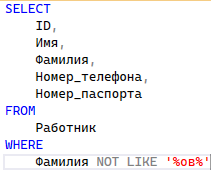 SELECT
ID,
Имя,
Фамилия,
Номер_телефона,
Номер_паспорта
FROM
Работник
WHERE
Фамилия NOT LIKE '%ов%'